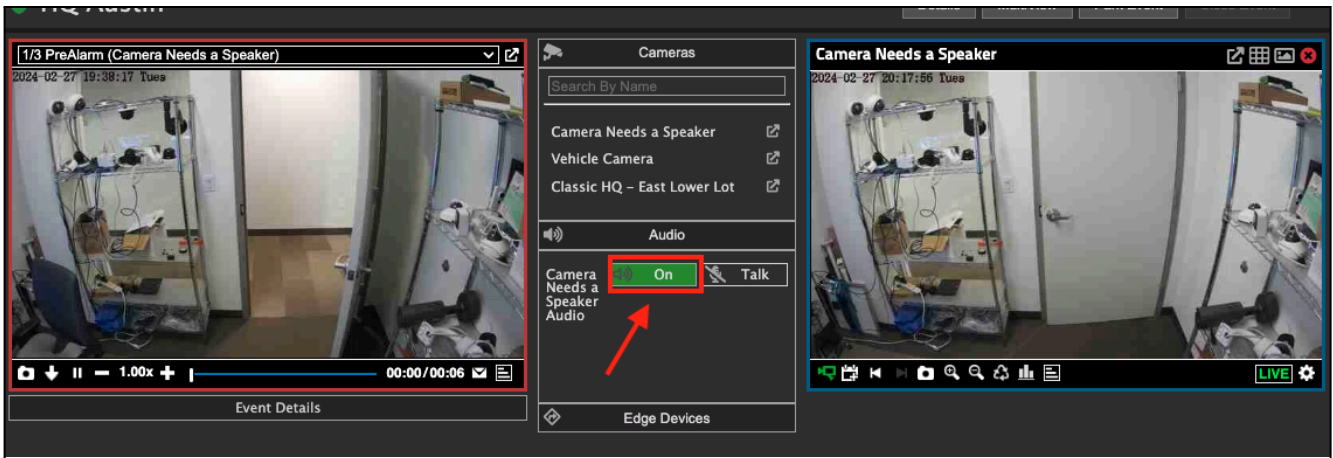 HQ Austin
1/3 PreAlarm (Camera Needs a Speaker)
2024-02-27 19:38:17 Tues
1.00x
00:00/00:06
Event Details
Cameras
Search By Name
Camera Needs a Speaker
Vehicle Camera
Classic HQ – East Lower Lot
Audio
Camera
Needs a
Speaker
Audio
On
Talk
Edge Devices
Camera Needs a Speaker
2024-02-27 20:17:56 Tues
LIVE